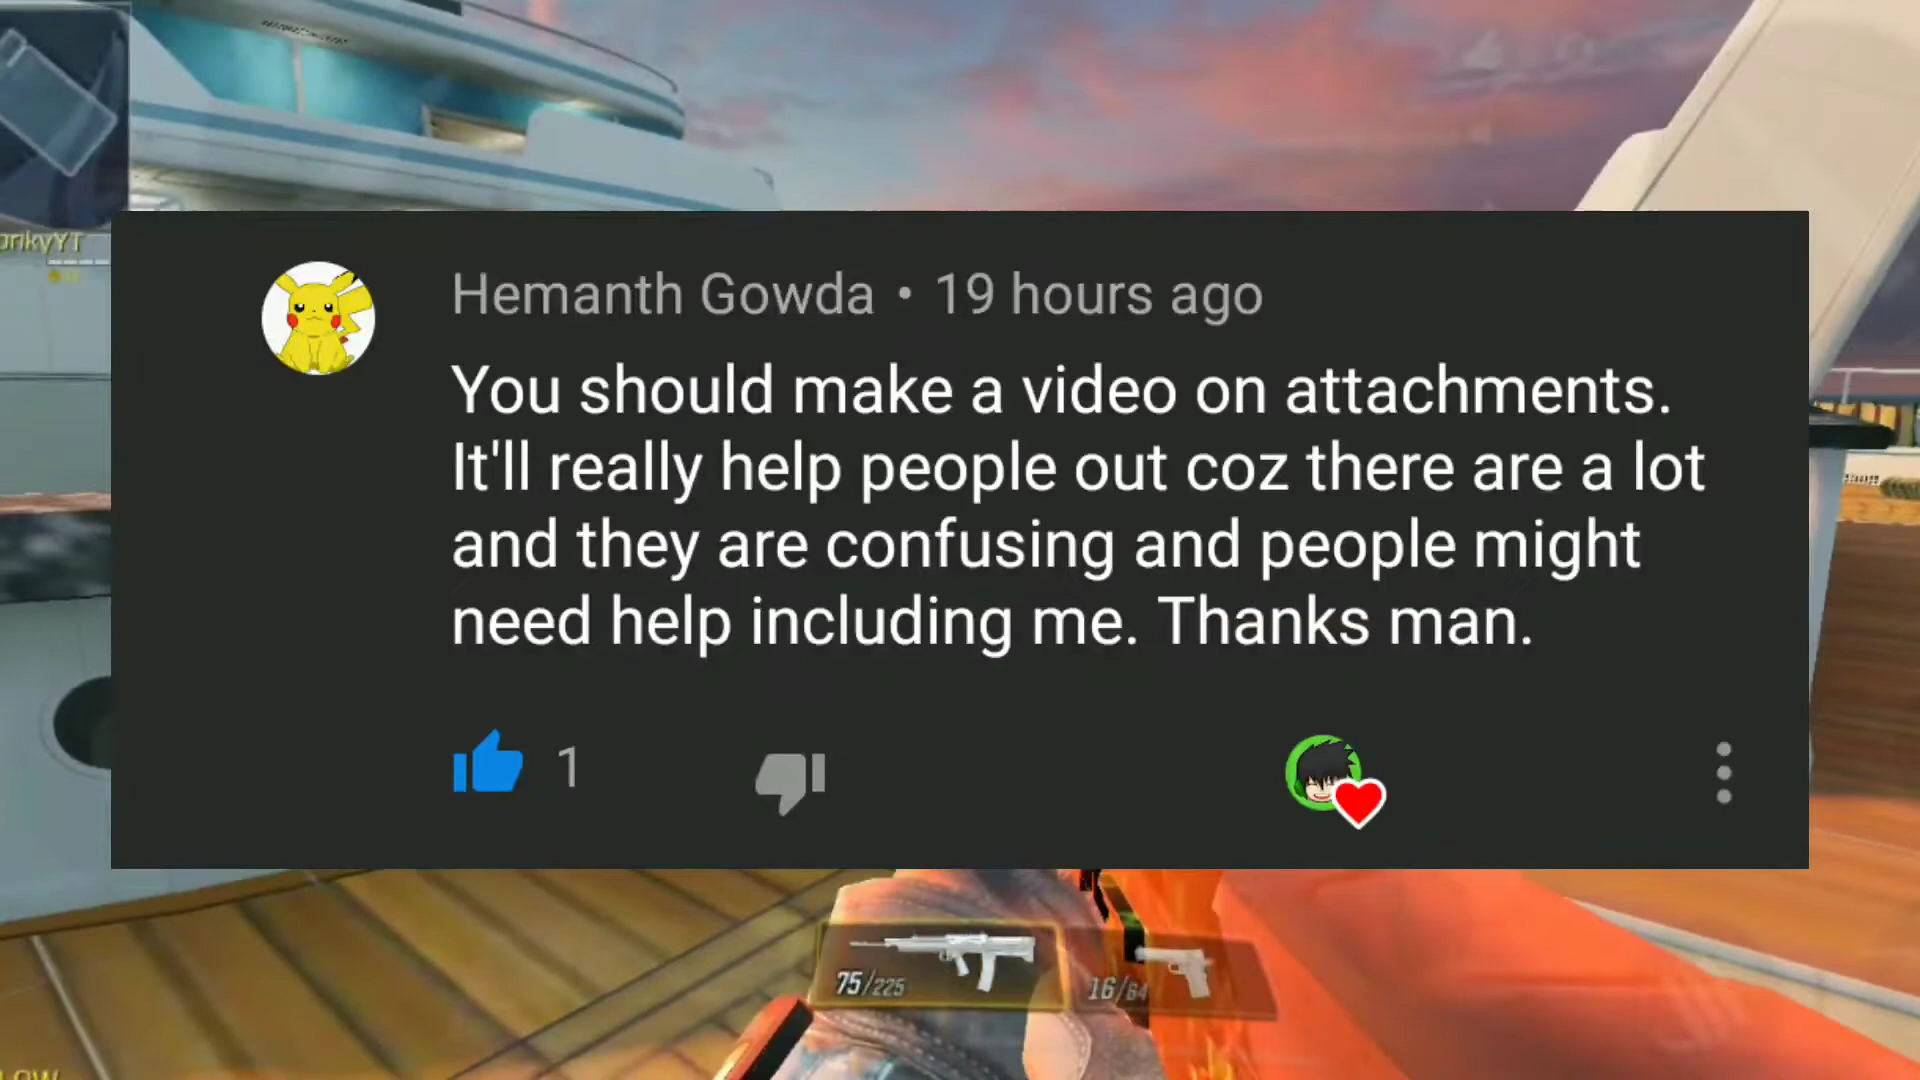 Hemanth Gowda • 19 hours ago
You should make a video on attachments.
It'll really help people out coz there are a lot
and they are confusing and people might
need help including me. Thanks man.
1
75/225
16/64